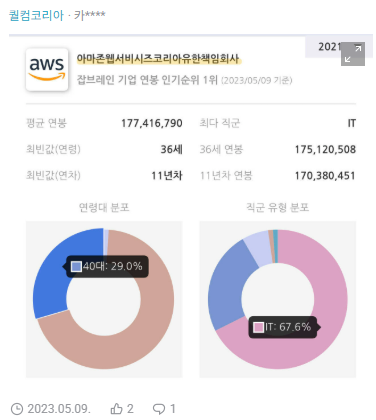 퀄컴코리아 · 카****
2021
aws
아마존웹서비시즈코리아유한책임회사
잡브레인 기업 연봉 인기순위 1위 (2023/05/09 기준)
평균 연봉 177,416,790 최다 직군 IT
최빈값(연령) 36세 36세 연봉 175,120,508
최빈값(연차) 11년차 11년차 연봉 170,380,451
연령대 분포 직군 유형 분포
40대: 29.0%
IT: 67.6%
2023.05.09. 2 1